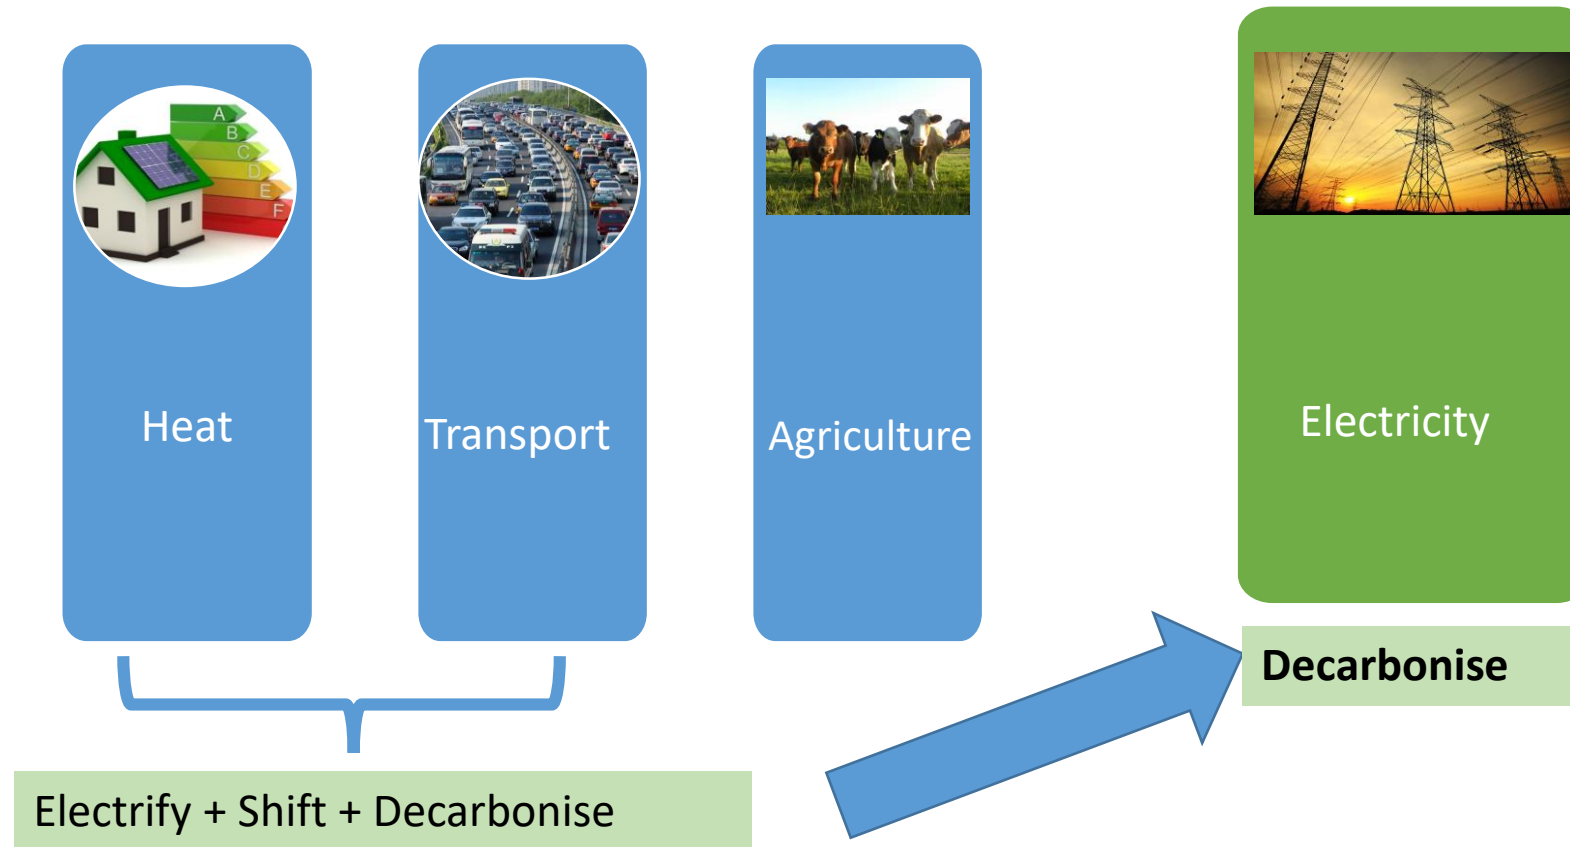 A
B
C
D
E
F
Heat
Transport
Agriculture
Electricity
Decarbonise
Electrify + Shift + Decarbonise